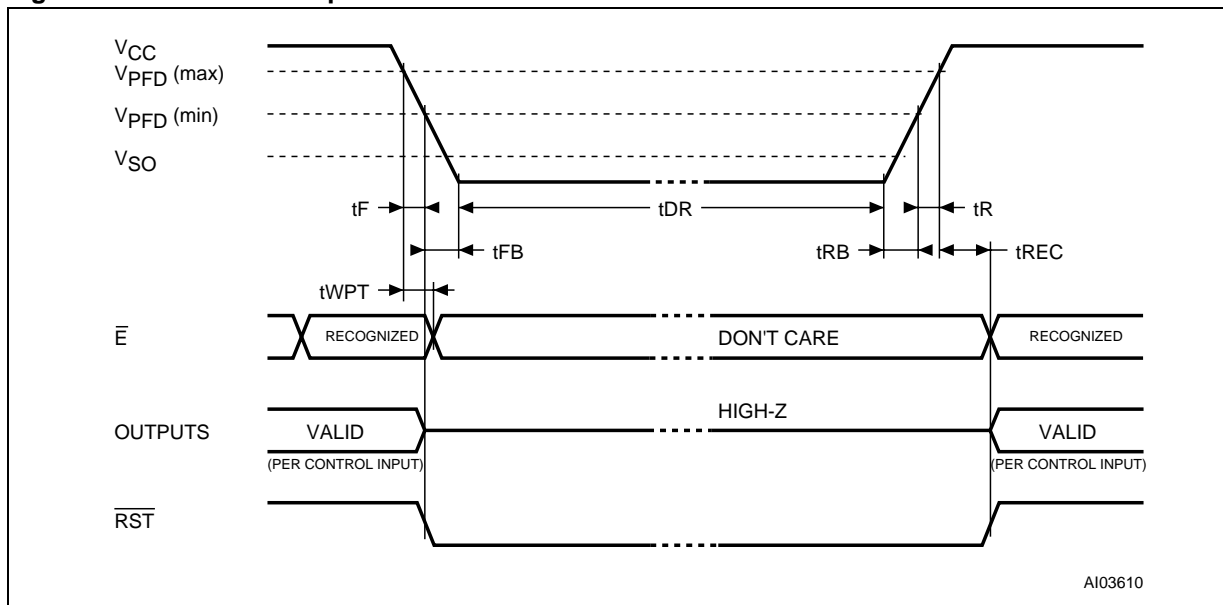 VCC
VPFD (max)
VPFD (min)
VSO
tF
tDR
tR
tFB
tRB
tREC
tWPT
E
RECOGNIZED
DON'T CARE
RECOGNIZED
HIGH-Z
OUTPUTS
VALID
VALID
(PER CONTROL INPUT)
(PER CONTROL INPUT)
RST
AI03610